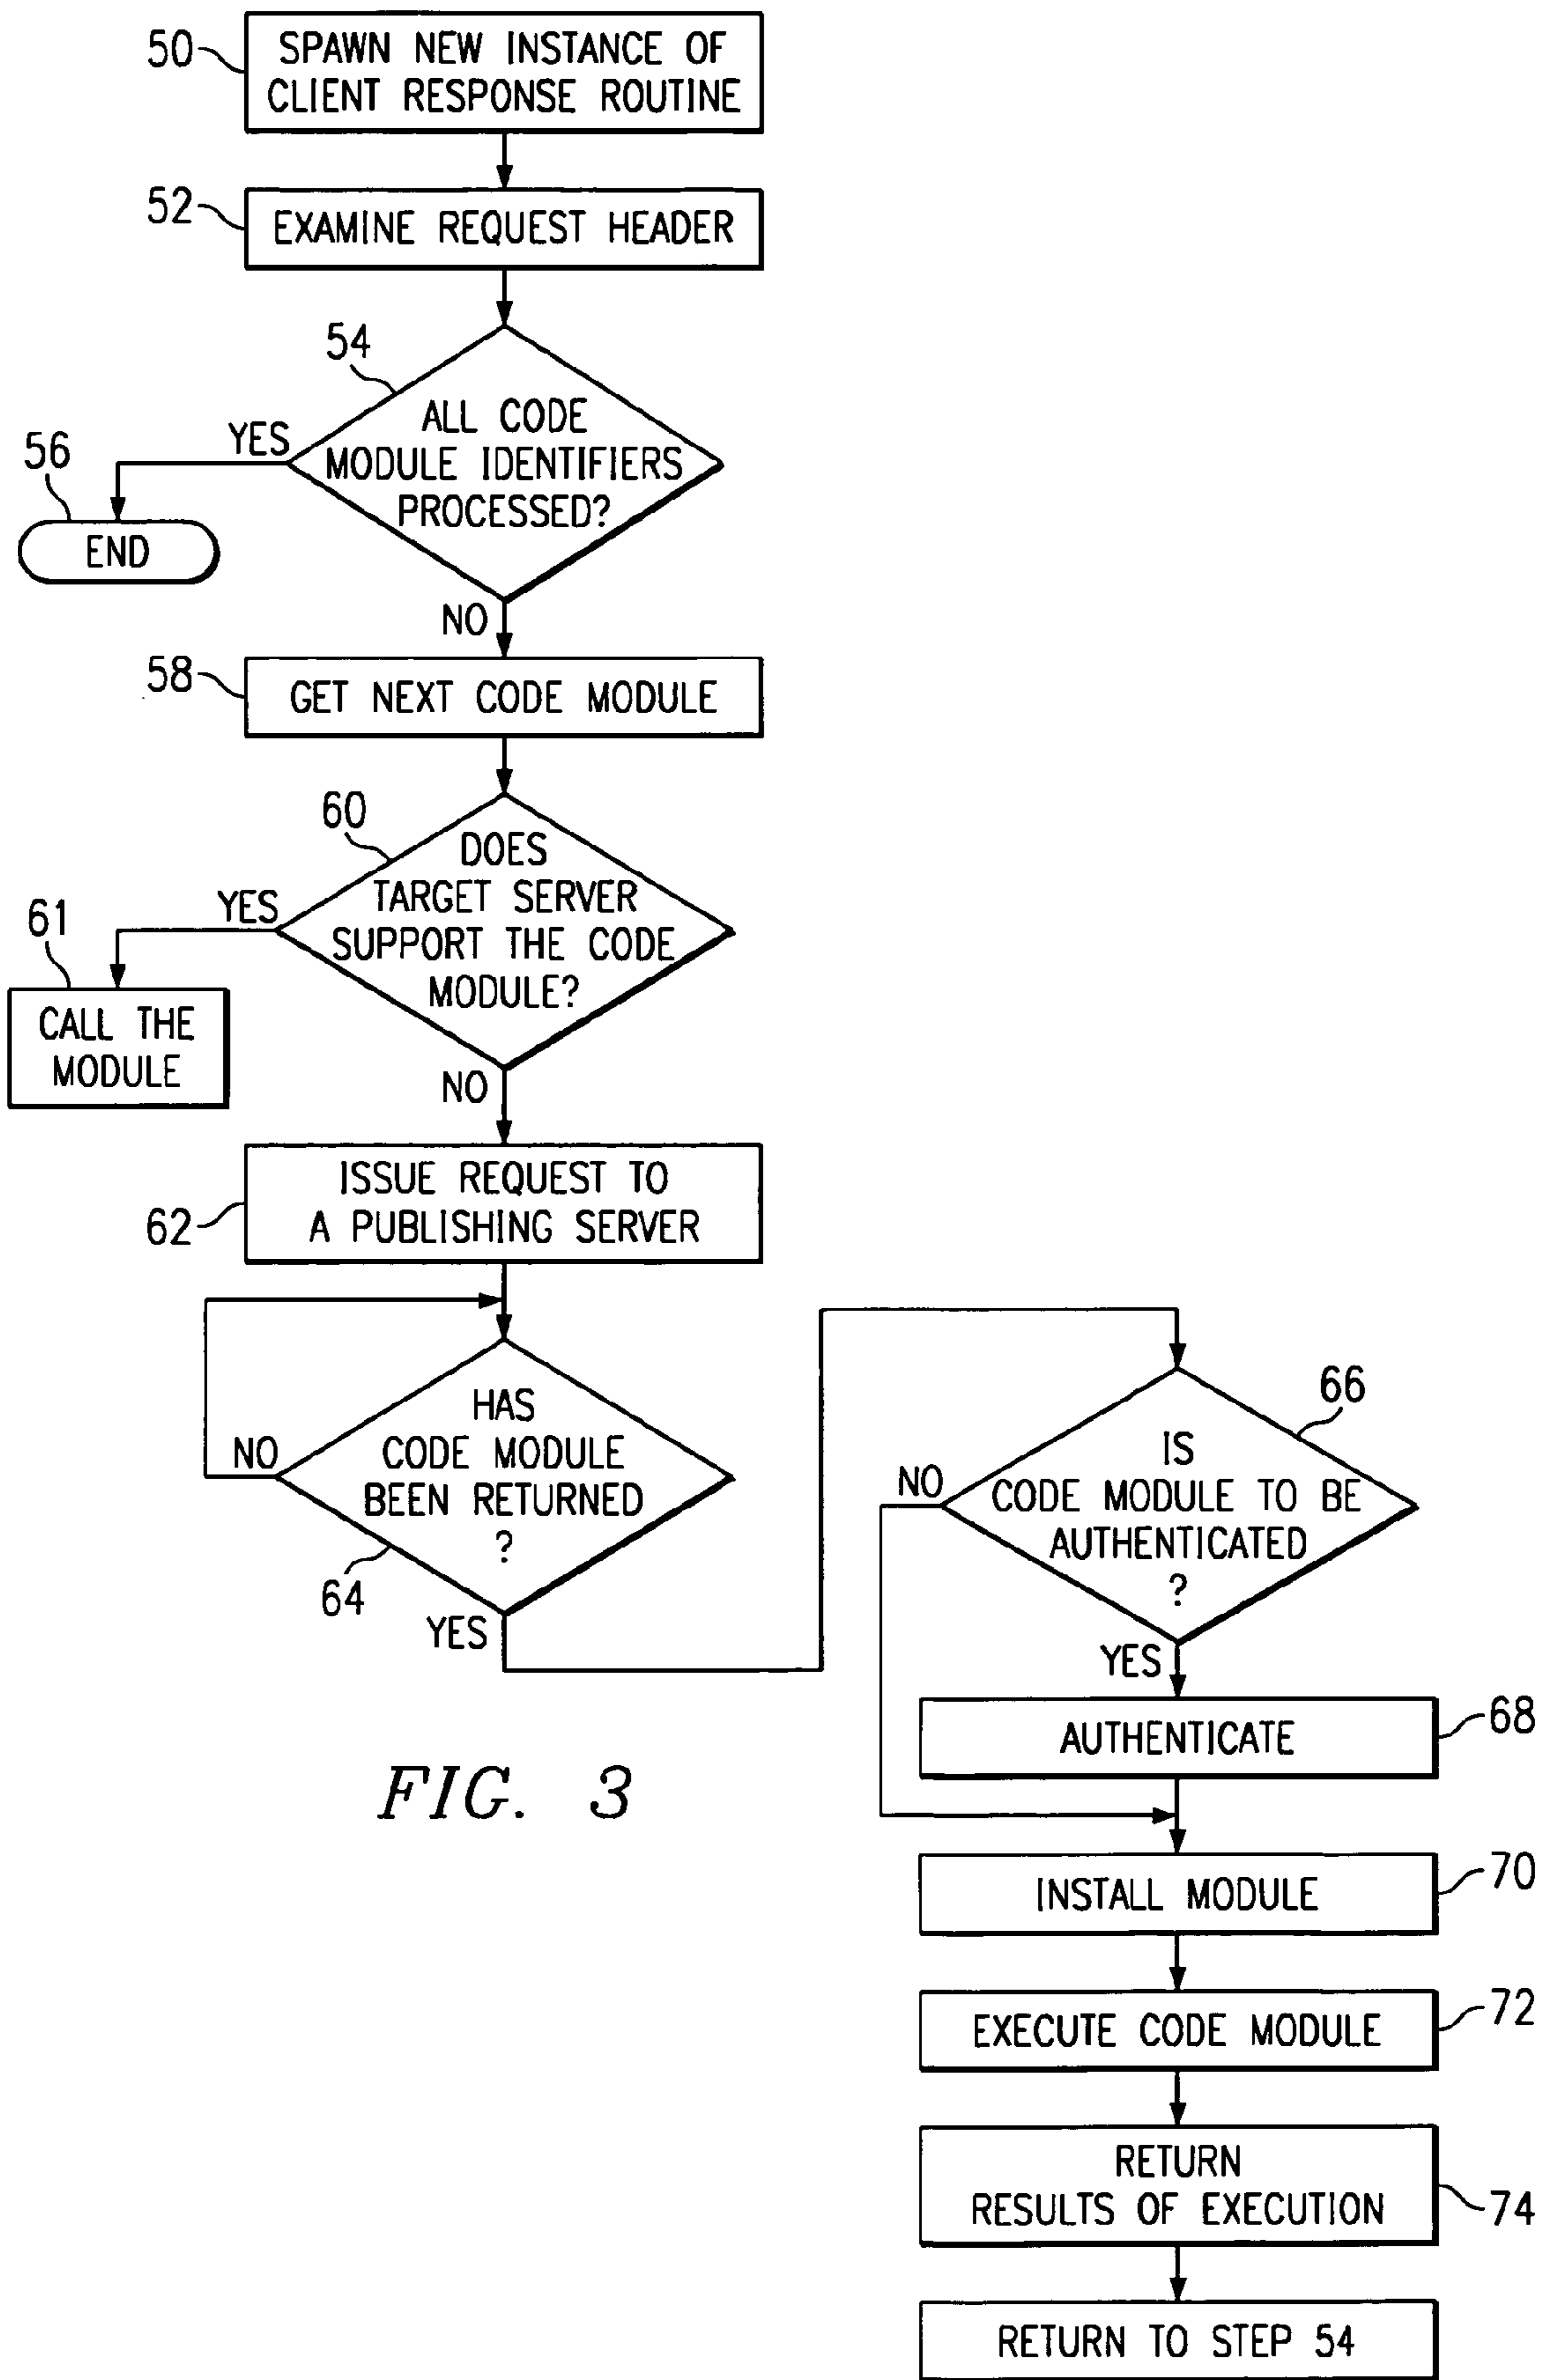 50
SPAWN NEW INSTANCE OF
CLIENT RESPONSE ROUTINE
52
EXAMINE REQUEST HEADER
54
ALL CODE
MODULE IDENTIFIERS
PROCESSED?
YES
56
END
NO
58
GET NEXT CODE MODULE
60
DOES
TARGET SERVER
SUPPORT THE CODE
MODULE?
YES
61
CALL THE
MODULE
NO
62
ISSUE REQUEST TO
A PUBLISHING SERVER
HAS
CODE MODULE
BEEN RETURNED
?
NO
64
YES
66
IS
CODE MODULE TO BE
AUTHENTICATED
?
NO
YES
AUTHENTICATE
68
INSTALL MODULE
70
EXECUTE CODE MODULE
72
RETURN
RESULTS OF EXECUTION
74
RETURN TO STEP 54
FIG. 3